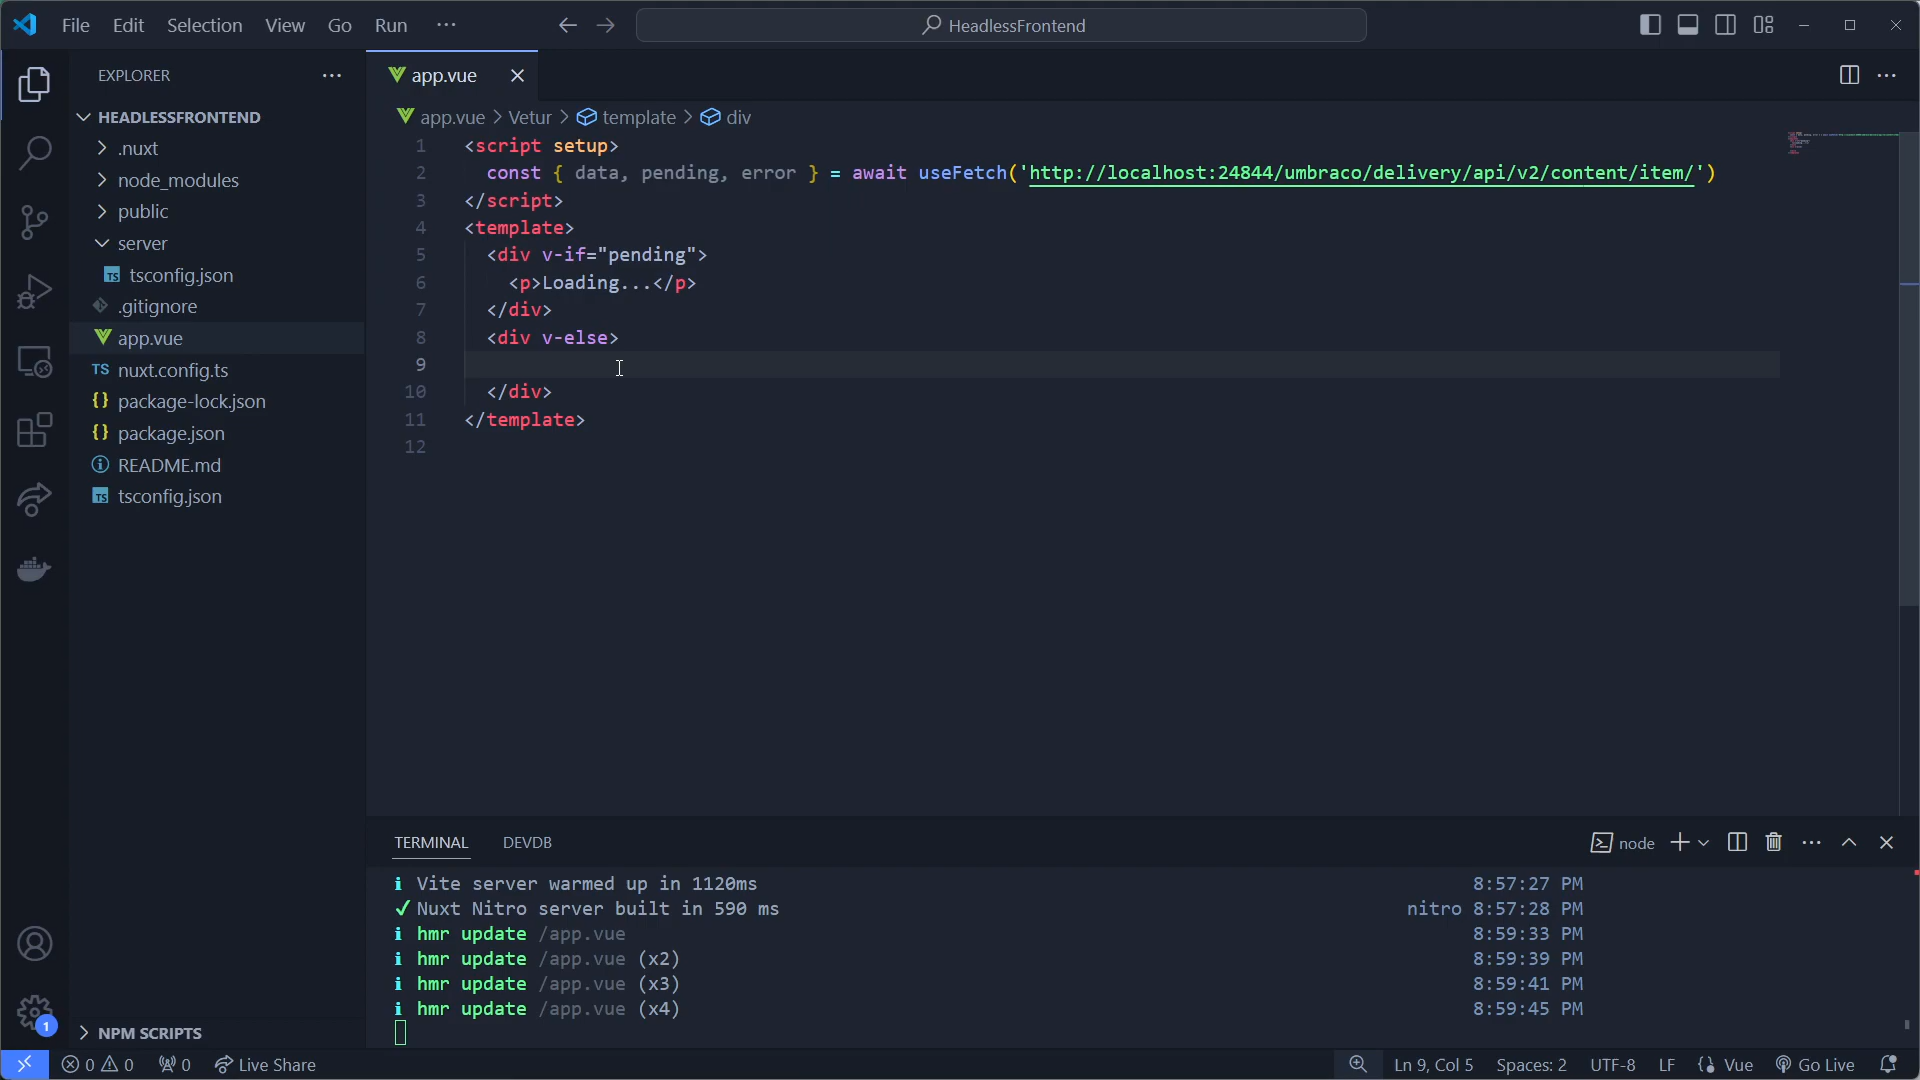 File Edit Selection View Go Run ···
HeadlessFrontend
EXPLORER
HEADLESSFRONTEND
.nuxt
node_modules
public
server
TS tsconfig.json
.gitignore
app.vue
TS nuxt.config.ts
{} package-lock.json
{} package.json
README.md
TS tsconfig.json
NPM SCRIPTS
app.vue
app.vue > Vetur > template > div
1 <script setup>
2 const { data, pending, error } = await useFetch('http://localhost:24844/umbraco/delivery/api/v2/content/item/')
3 </script>
4 <template>
5 <div v-if="pending">
6 <p>Loading...</p>
7 </div>
8 <div v-else>
9
10 </div>
11 </template>
12
TERMINAL DEVDB
node
i Vite server warmed up in 1120ms 8:57:27 PM
✓ Nuxt Nitro server built in 590 ms nitro 8:57:28 PM
i hmr update /app.vue 8:59:33 PM
i hmr update /app.vue (x2) 8:59:39 PM
i hmr update /app.vue (x3) 8:59:41 PM
i hmr update /app.vue (x4) 8:59:45 PM
1
0 0 0 Live Share Ln 9, Col 5 Spaces: 2 UTF-8 LF {} Vue Go Live